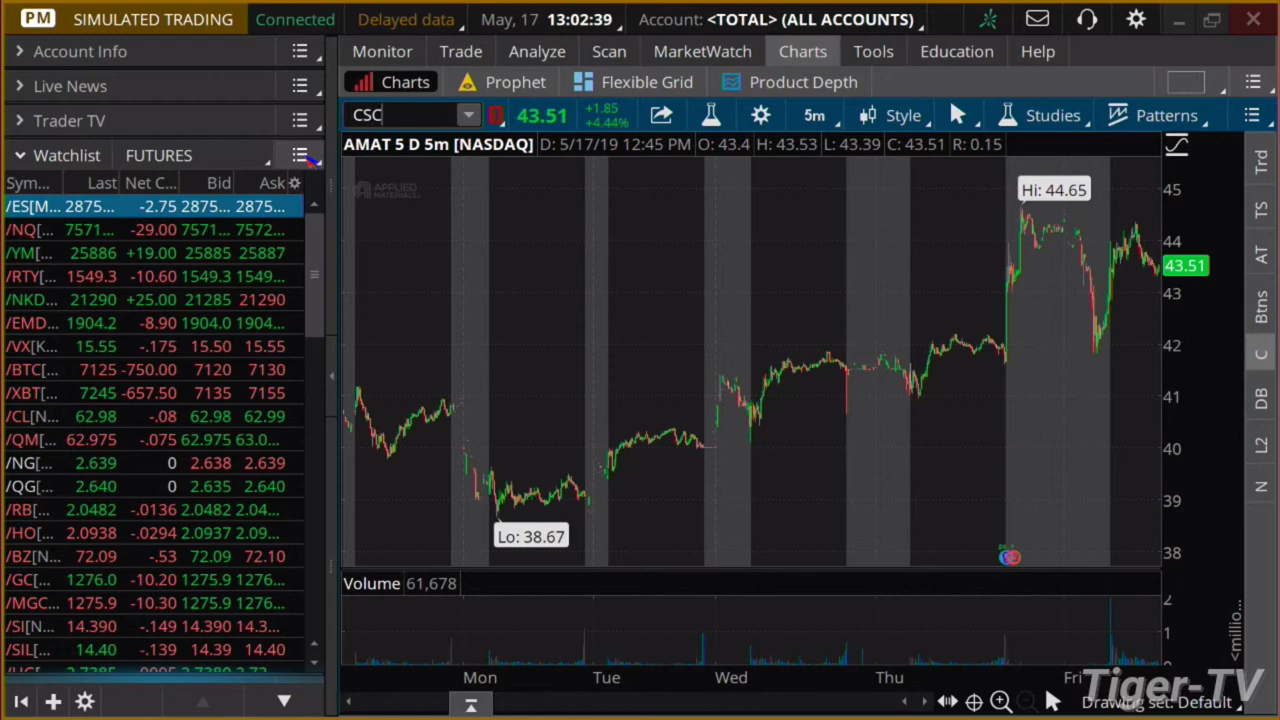 PM SIMULATED TRADING Connected Delayed data May, 17 13:02:39 Account: <TOTAL> (ALL ACCOUNTS)
Account Info
Live News
Trader TV
Watchlist FUTURES
Sym... Last Net C... Bid Ask
/ES[M... 2875... -2.75 2875... 2875...
/NQ[... 7571... -29.00 7571... 7572...
/YM[... 25886 +19.00 25885 25887
/RTY[... 1549.3 -10.60 1549.3 1549...
/NKD... 21290 +25.00 21285 21290
/EMD... 1904.2 -8.90 1904.0 1904...
/VX[K... 15.55 -.175 15.50 15.55
/BTC[... 7125 -750.00 7120 7130
/XBT[... 7245 -657.50 7135 7155
/CL[N... 62.98 -.08 62.98 62.99
/QM[... 62.975 -.075 62.975 63.0...
/NG[... 2.639 0 2.638 2.639
/QG[... 2.640 0 2.635 2.640
/RB[... 2.0482 -.0136 2.0482 2.04...
/HO[... 2.0938 -.0294 2.0937 2.09...
/BZ[N... 72.09 -.53 72.09 72.10
/GC[... 1276.0 -10.20 1275.9 1276...
/MGC... 1275.9 -10.30 1275.9 1276...
/SI[N... 14.390 -.149 14.390 14.3...
/SIL[... 14.40 -.139 14.39 14.40
Monitor Trade Analyze Scan MarketWatch Charts Tools Education Help
Charts Prophet Flexible Grid Product Depth
CSC 43.51 +1.85 +4.44% 5m Style Studies Patterns
AMAT 5 D 5m [NASDAQ] D: 5/17/19 12:45 PM O: 43.4 H: 43.53 L: 43.39 C: 43.51 R: 0.15
APPLIED MATERIALS
Hi: 44.65
45
44
43.51
43
42
41
40
39
Lo: 38.67
38
Volume 61,678
2
1
0
<millio...
Mon Tue Wed Thu Fri
Drawing set: Default
Trd
TS
AT
Btns
C
DB
L2
N
Tiger-TV